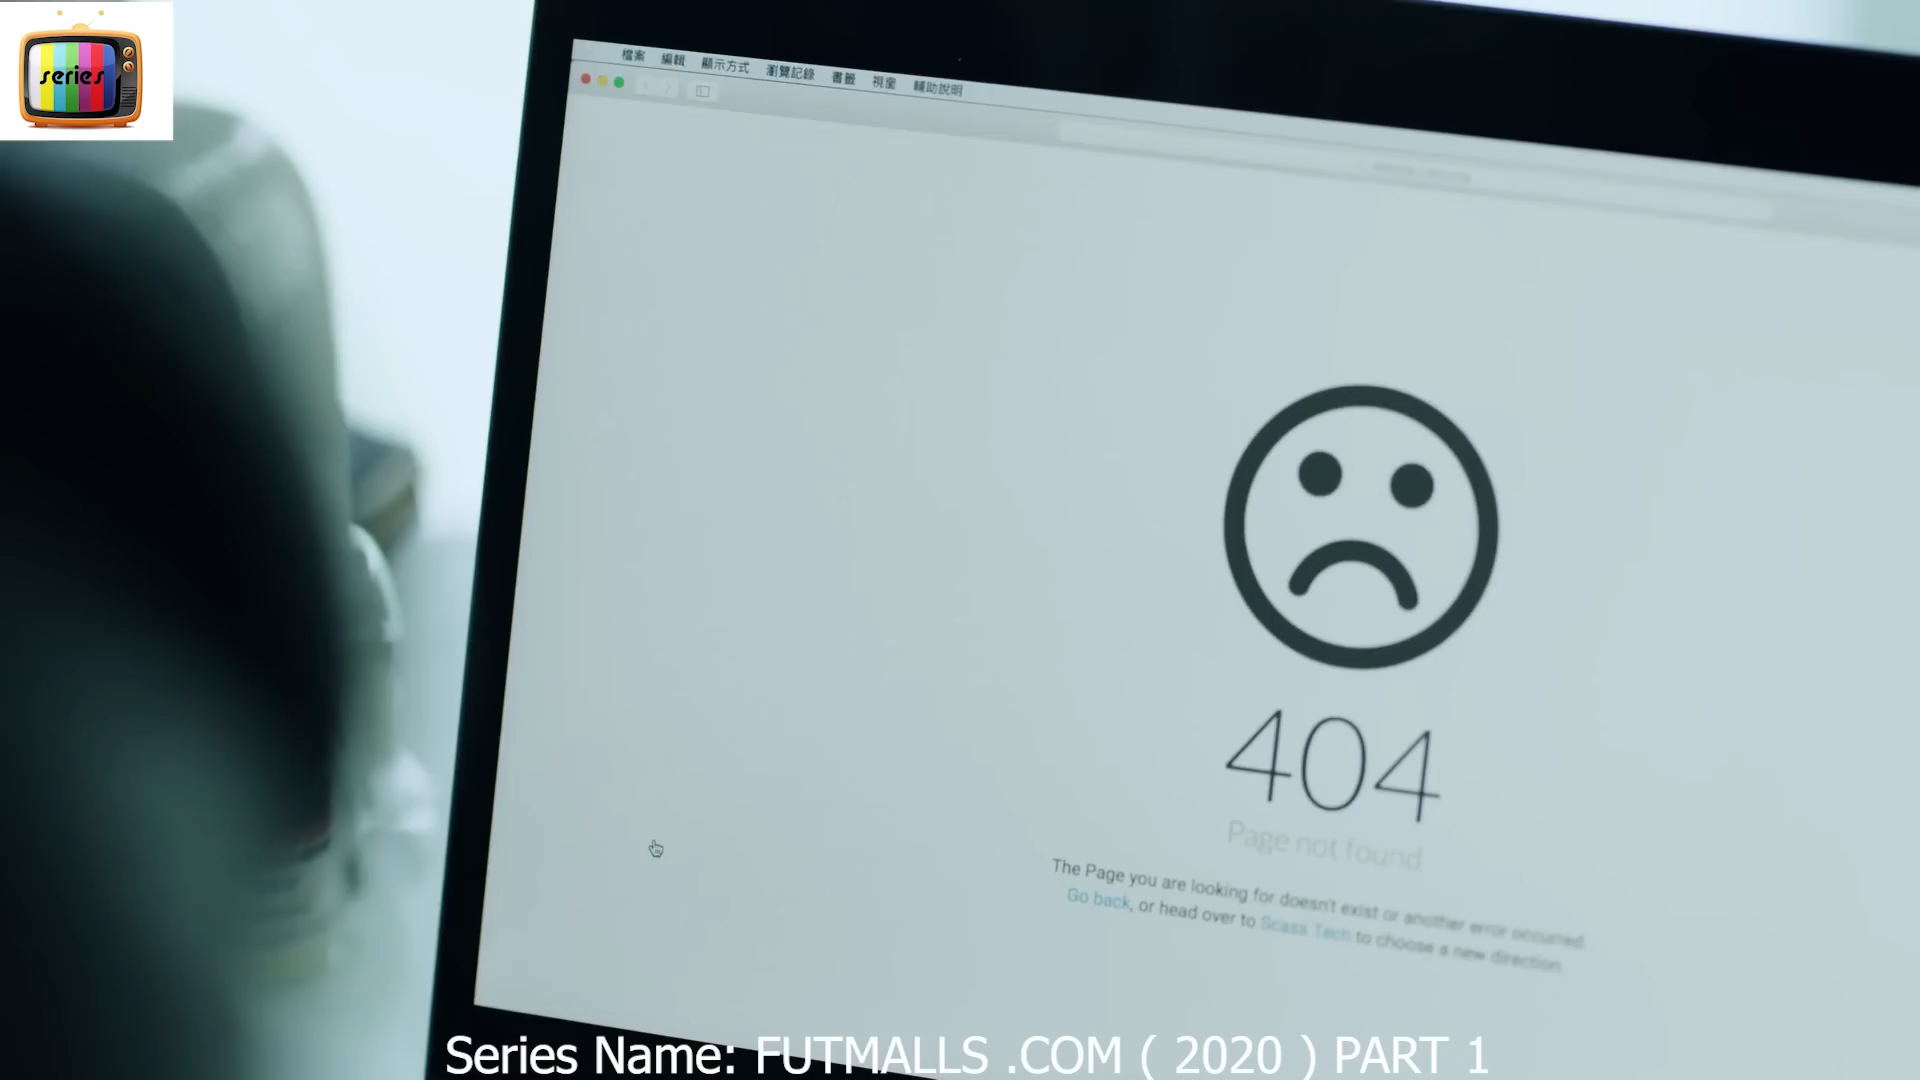 series
檔案 編輯 顯示方式 瀏覽記錄 書籤 視窗 輔助說明
404
Page not found
The Page you are looking for doesn't exist or another error occurred.
Go back, or head over to Scass Tech to choose a new direction.
Series Name: FUTMALLS .COM ( 2020 ) PART 1